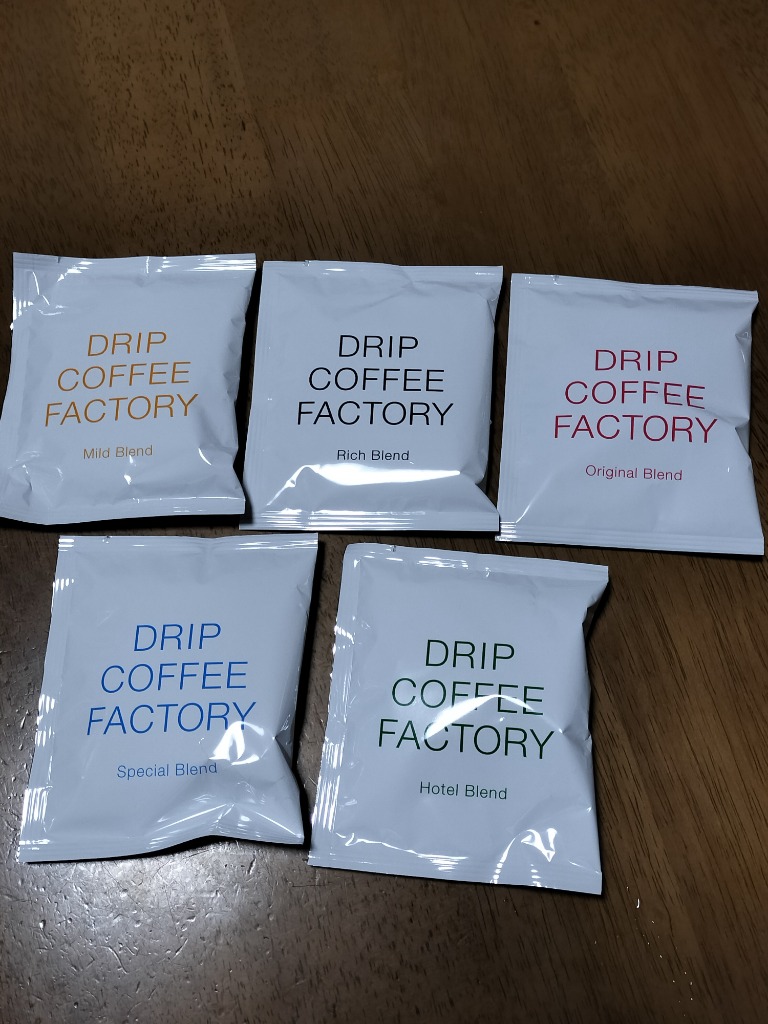 DRIP
COFFEE
FACTORY
Mild Blend
DRIP
COFFEE
FACTORY
Rich Blend
DRIP
COFFEE
FACTORY
Original Blend
DRIP
COFFEE
FACTORY
Special Blend
DRIP
COFFEE
FACTORY
Hotel Blend